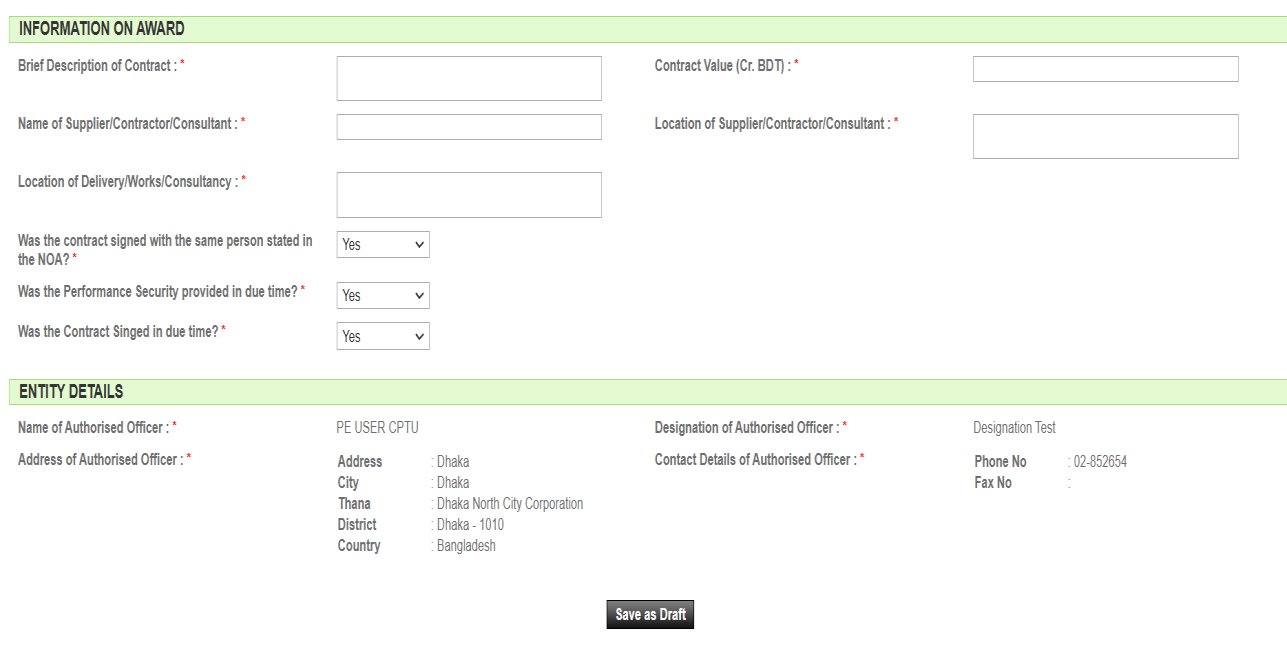 INFORMATION ON AWARD
Brief Description of Contract : *
Contract Value (Cr. BDT) : *
Name of Supplier/Contractor/Consultant : *
Location of Supplier/Contractor/Consultant : *
Location of Delivery/Works/Consultancy : *
Was the contract signed with the same person stated in
the NOA? *
Yes
Was the Performance Security provided in due time? *
Yes
Was the Contract Singed in due time? *
Yes
ENTITY DETAILS
Name of Authorised Officer : *
PE USER CPTU
Designation of Authorised Officer : *
Designation Test
Address of Authorised Officer : *
Address : Dhaka
City : Dhaka
Thana : Dhaka North City Corporation
District : Dhaka - 1010
Country : Bangladesh
Contact Details of Authorised Officer : *
Phone No : 02-852654
Fax No :
Save as Draft